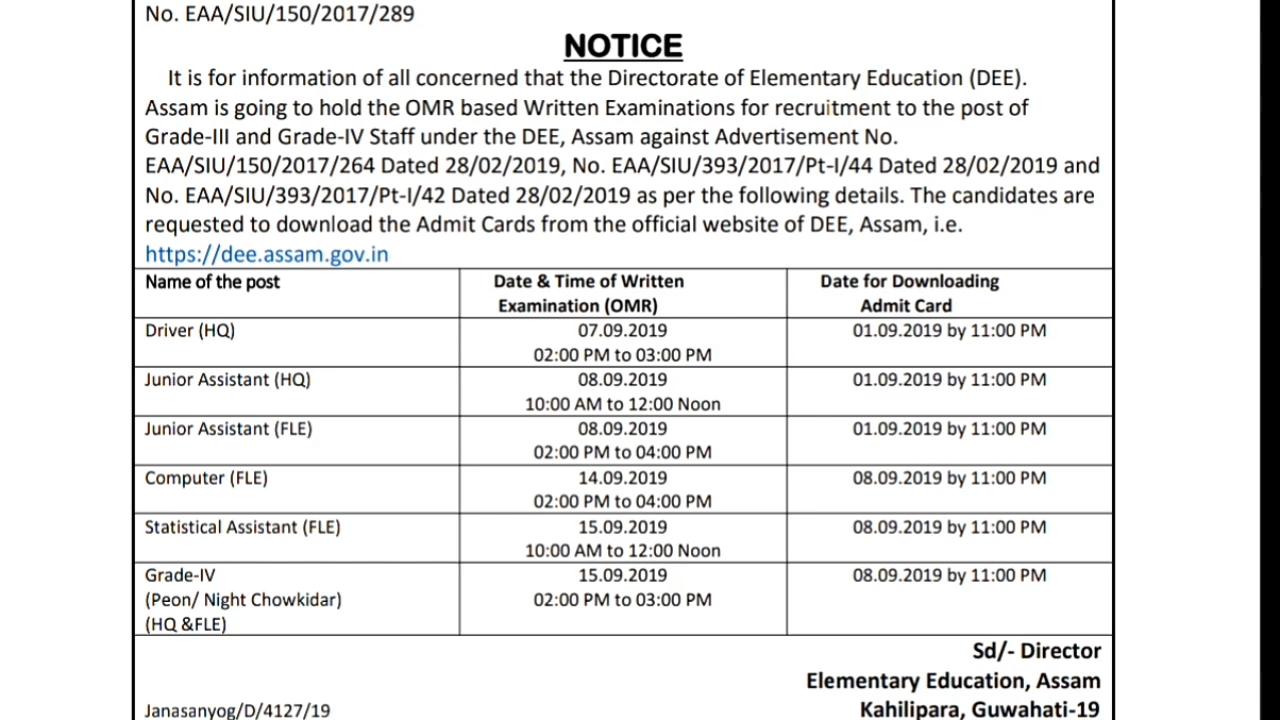 No. EAA/SIU/150/2017/289
NOTICE
It is for information of all concerned that the Directorate of Elementary Education (DEE).
Assam is going to hold the OMR based Written Examinations for recruitment to the post of
Grade-III and Grade-IV Staff under the DEE, Assam against Advertisement No.
EAA/SIU/150/2017/264 Dated 28/02/2019, No. EAA/SIU/393/2017/Pt-I/44 Dated 28/02/2019 and
No. EAA/SIU/393/2017/Pt-I/42 Dated 28/02/2019 as per the following details. The candidates are
requested to download the Admit Cards from the official website of DEE, Assam, i.e.
https://dee.assam.gov.in
Name of the post Date & Time of Written Date for Downloading
Examination (OMR) Admit Card
Driver (HQ) 07.09.2019 01.09.2019 by 11:00 PM
02:00 PM to 03:00 PM
Junior Assistant (HQ) 08.09.2019 01.09.2019 by 11:00 PM
10:00 AM to 12:00 Noon
Junior Assistant (FLE) 08.09.2019 01.09.2019 by 11:00 PM
02:00 PM to 04:00 PM
Computer (FLE) 14.09.2019 08.09.2019 by 11:00 PM
02:00 PM to 04:00 PM
Statistical Assistant (FLE) 15.09.2019 08.09.2019 by 11:00 PM
10:00 AM to 12:00 Noon
Grade-IV 15.09.2019 08.09.2019 by 11:00 PM
(Peon/ Night Chowkidar) 02:00 PM to 03:00 PM
(HQ &FLE)
Sd/- Director
Elementary Education, Assam
Janasanyog/D/4127/19 Kahilipara, Guwahati-19